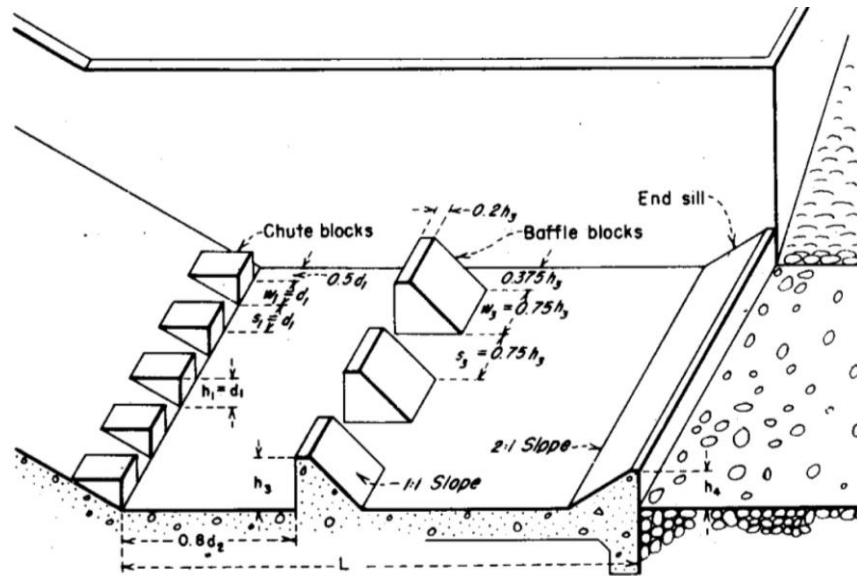 0.2h₃
End sill
Chute blocks
Baffle blocks
0.5d₁
0.375h₃
w₁=d₁
w₃=0.75h₃
s₁=d₁
s₃=0.75h₃
h₁=d₁
2:1 Slope
h₃
1:1 Slope
h₄
0.8d₂
L